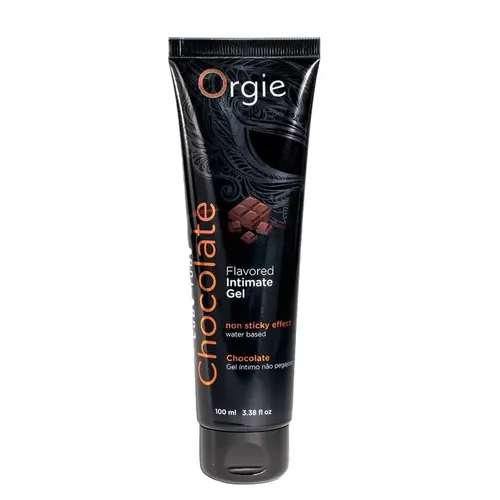 Orgie
Chocolate
Flavored
Intimate
Gel
non sticky effect
water based
Chocolate
Gel íntimo não
100 ml 3.38 fl oz